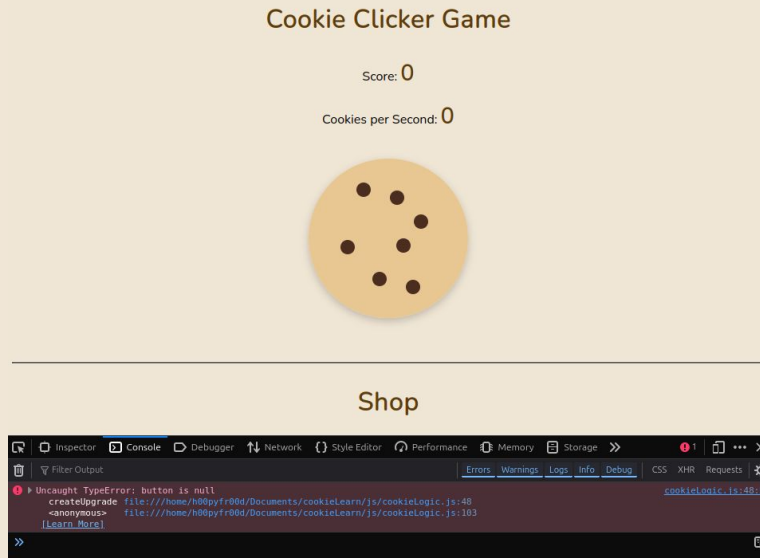 Cookie Clicker Game
Score: 0
Cookies per Second: 0
Shop
Inspector Console Debugger Network {} Style Editor Performance Memory Storage 1
Filter Output Errors Warnings Logs Info Debug CSS XHR Requests
Uncaught TypeError: button is null cookieLogic.js:48:
createUpgrade file:///home/h00pyfr00d/Documents/cookieLearn/js/cookieLogic.js:48
<anonymous> file:///home/h00pyfr00d/Documents/cookieLearn/js/cookieLogic.js:103
[Learn More]